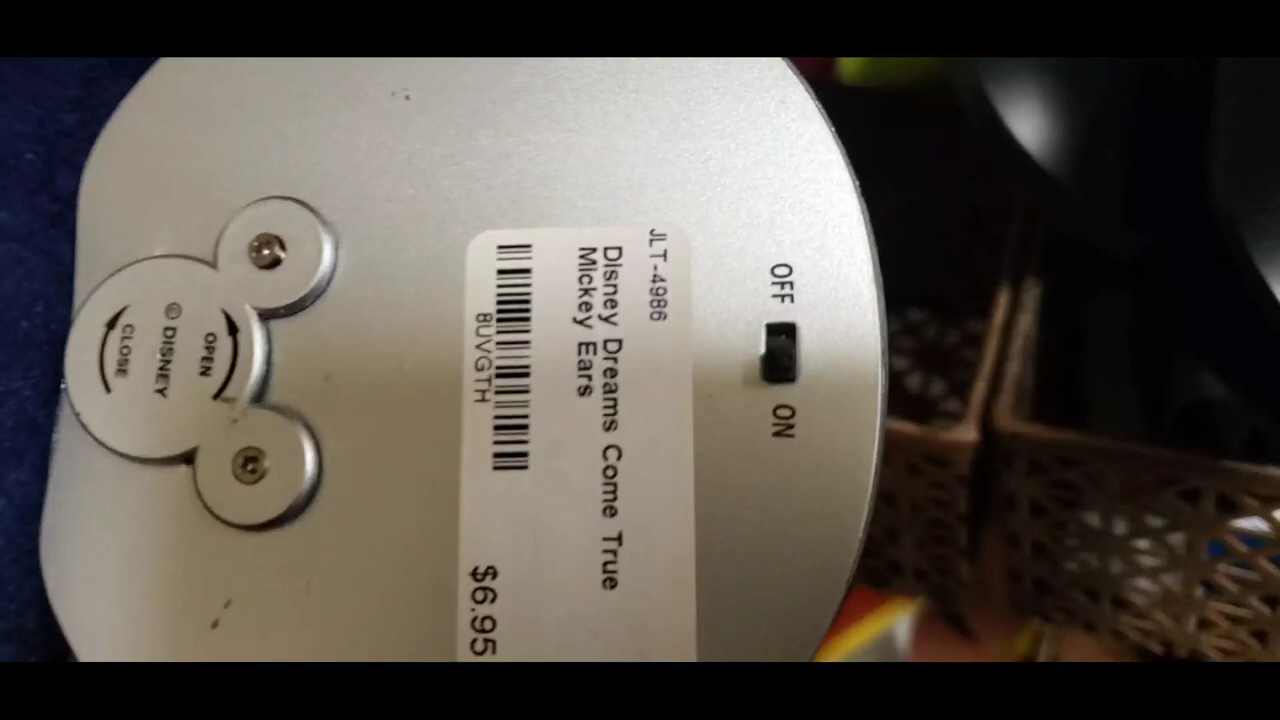 JLT-4986
Disney Dreams Come True
Mickey Ears
8UVGTH
$6.95
OFF
ON
OPEN
© DISNEY
CLOSE